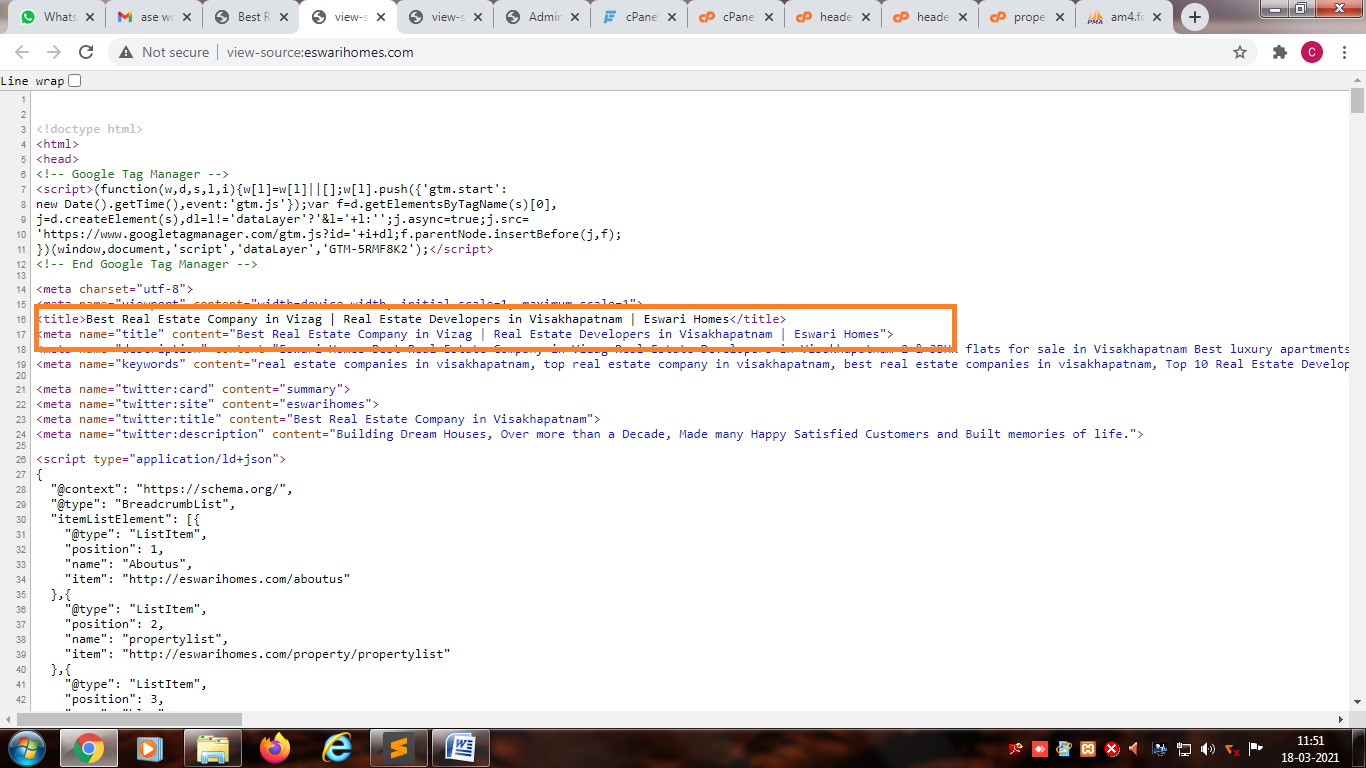 Whats
ase wo
Best R
view-s
view-s
Admin
cPane
cPane
heade
heade
prope
am4.fc
Not secure
view-source:eswarihomes.com
C
Line wrap
1
2
3 <!doctype html>
4 <html>
5 <head>
6 <!-- Google Tag Manager -->
7 <script>(function(w,d,s,l,i){w[l]=w[l]||[];w[l].push({'gtm.start':
8 new Date().getTime(),event:'gtm.js'});var f=d.getElementsByTagName(s)[0],
9 j=d.createElement(s),dl=l!='dataLayer'?'&l='+l:'';j.async=true;j.src=
10 'https://www.googletagmanager.com/gtm.js?id='+i+dl;f.parentNode.insertBefore(j,f);
11 })(window,document,'script','dataLayer','GTM-5RMF8K2');</script>
12 <!-- End Google Tag Manager -->
13
14 <meta charset="utf-8">
15 <meta name="viewport" content="width=device-width, initial-scale=1, maximum-scale=1">
16 <title>Best Real Estate Company in Vizag | Real Estate Developers in Visakhapatnam | Eswari Homes</title>
17 <meta name="title" content="Best Real Estate Company in Vizag | Real Estate Developers in Visakhapatnam | Eswari Homes">
18 <meta name="description" content="Eswari Homes Best Real Estate Company in Vizag Real Estate Developers in Visakhapatnam 2 & 3BHK flats for sale in Visakhapatnam Best luxury apartments
19 <meta name="keywords" content="real estate companies in visakhapatnam, top real estate company in visakhapatnam, best real estate companies in visakhapatnam, Top 10 Real Estate Develop
20
21 <meta name="twitter:card" content="summary">
22 <meta name="twitter:site" content="eswarihomes">
23 <meta name="twitter:title" content="Best Real Estate Company in Visakhapatnam">
24 <meta name="twitter:description" content="Building Dream Houses, Over more than a Decade, Made many Happy Satisfied Customers and Built memories of life.">
25
26 <script type="application/ld+json">
27 {
28 "@context": "https://schema.org/",
29 "@type": "BreadcrumbList",
30 "itemListElement": [{
31 "@type": "ListItem",
32 "position": 1,
33 "name": "Aboutus",
34 "item": "http://eswarihomes.com/aboutus"
35 },{
36 "@type": "ListItem",
37 "position": 2,
38 "name": "propertylist",
39 "item": "http://eswarihomes.com/property/propertylist"
40 },{
41 "@type": "ListItem",
42 "position": 3,
11:51
18-03-2021